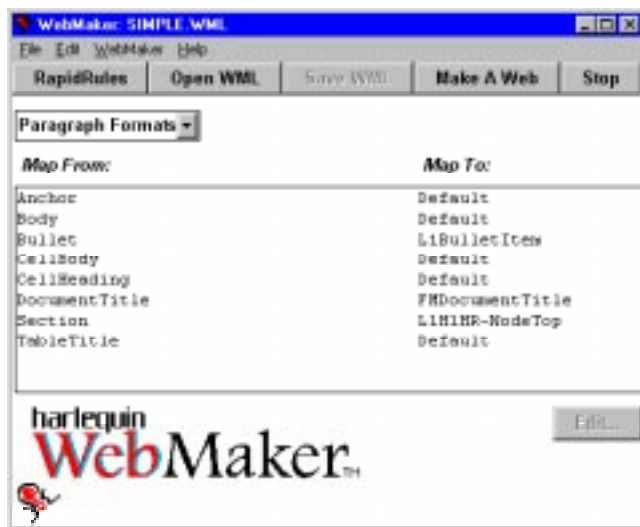 WebMaker: SIMPLE.WML
File Edit WebMaker Help
RapidRules Open WML Save WML Make A Web Stop
Paragraph Formats
Map From: Map To:
Anchor Default
Body Default
Bullet L1BulletItem
CellBody Default
CellHeading Default
DocumentTitle FMDocumentTitle
Section L1H1HR-NodeTop
TableTitle Default
Edit...
harlequin
WebMaker TM